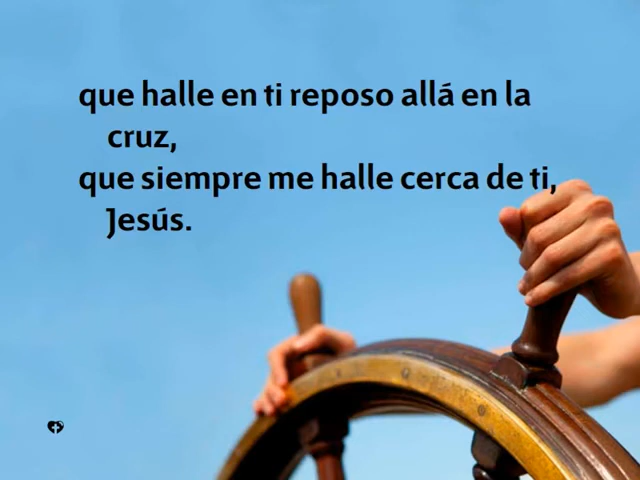 que halle en ti reposo allá en la
cruz,
que siempre me halle cerca de ti,
Jesús.